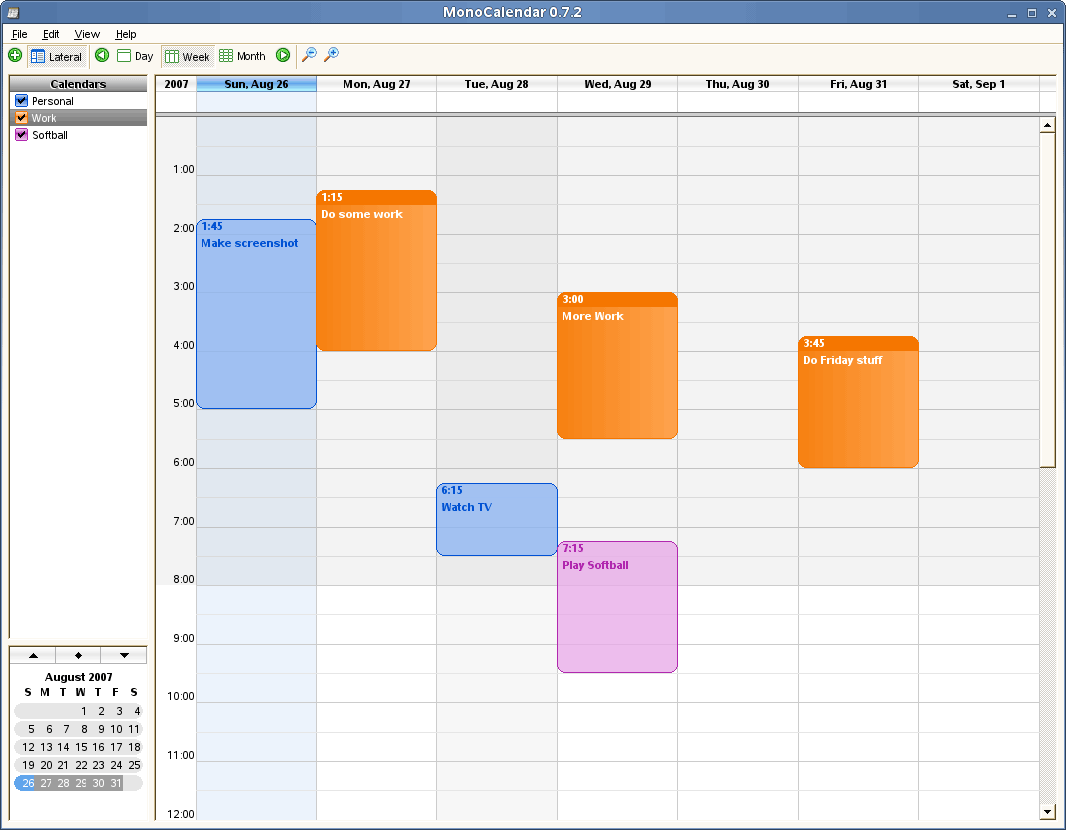 MonoCalendar 0.7.2
File Edit View Help
Lateral Day Week Month
Calendars
Personal
Work
Softball
August 2007
S M T W T F S
1 2 3 4
5 6 7 8 9 10 11
12 13 14 15 16 17 18
19 20 21 22 23 24 25
26 27 28 29 30 31
2007 Sun, Aug 26 Mon, Aug 27 Tue, Aug 28 Wed, Aug 29 Thu, Aug 30 Fri, Aug 31 Sat, Sep 1
1:00
2:00
3:00
4:00
5:00
6:00
7:00
8:00
9:00
10:00
11:00
12:00
1:45
Make screenshot
1:15
Do some work
6:15
Watch TV
3:00
More Work
7:15
Play Softball
3:45
Do Friday stuff